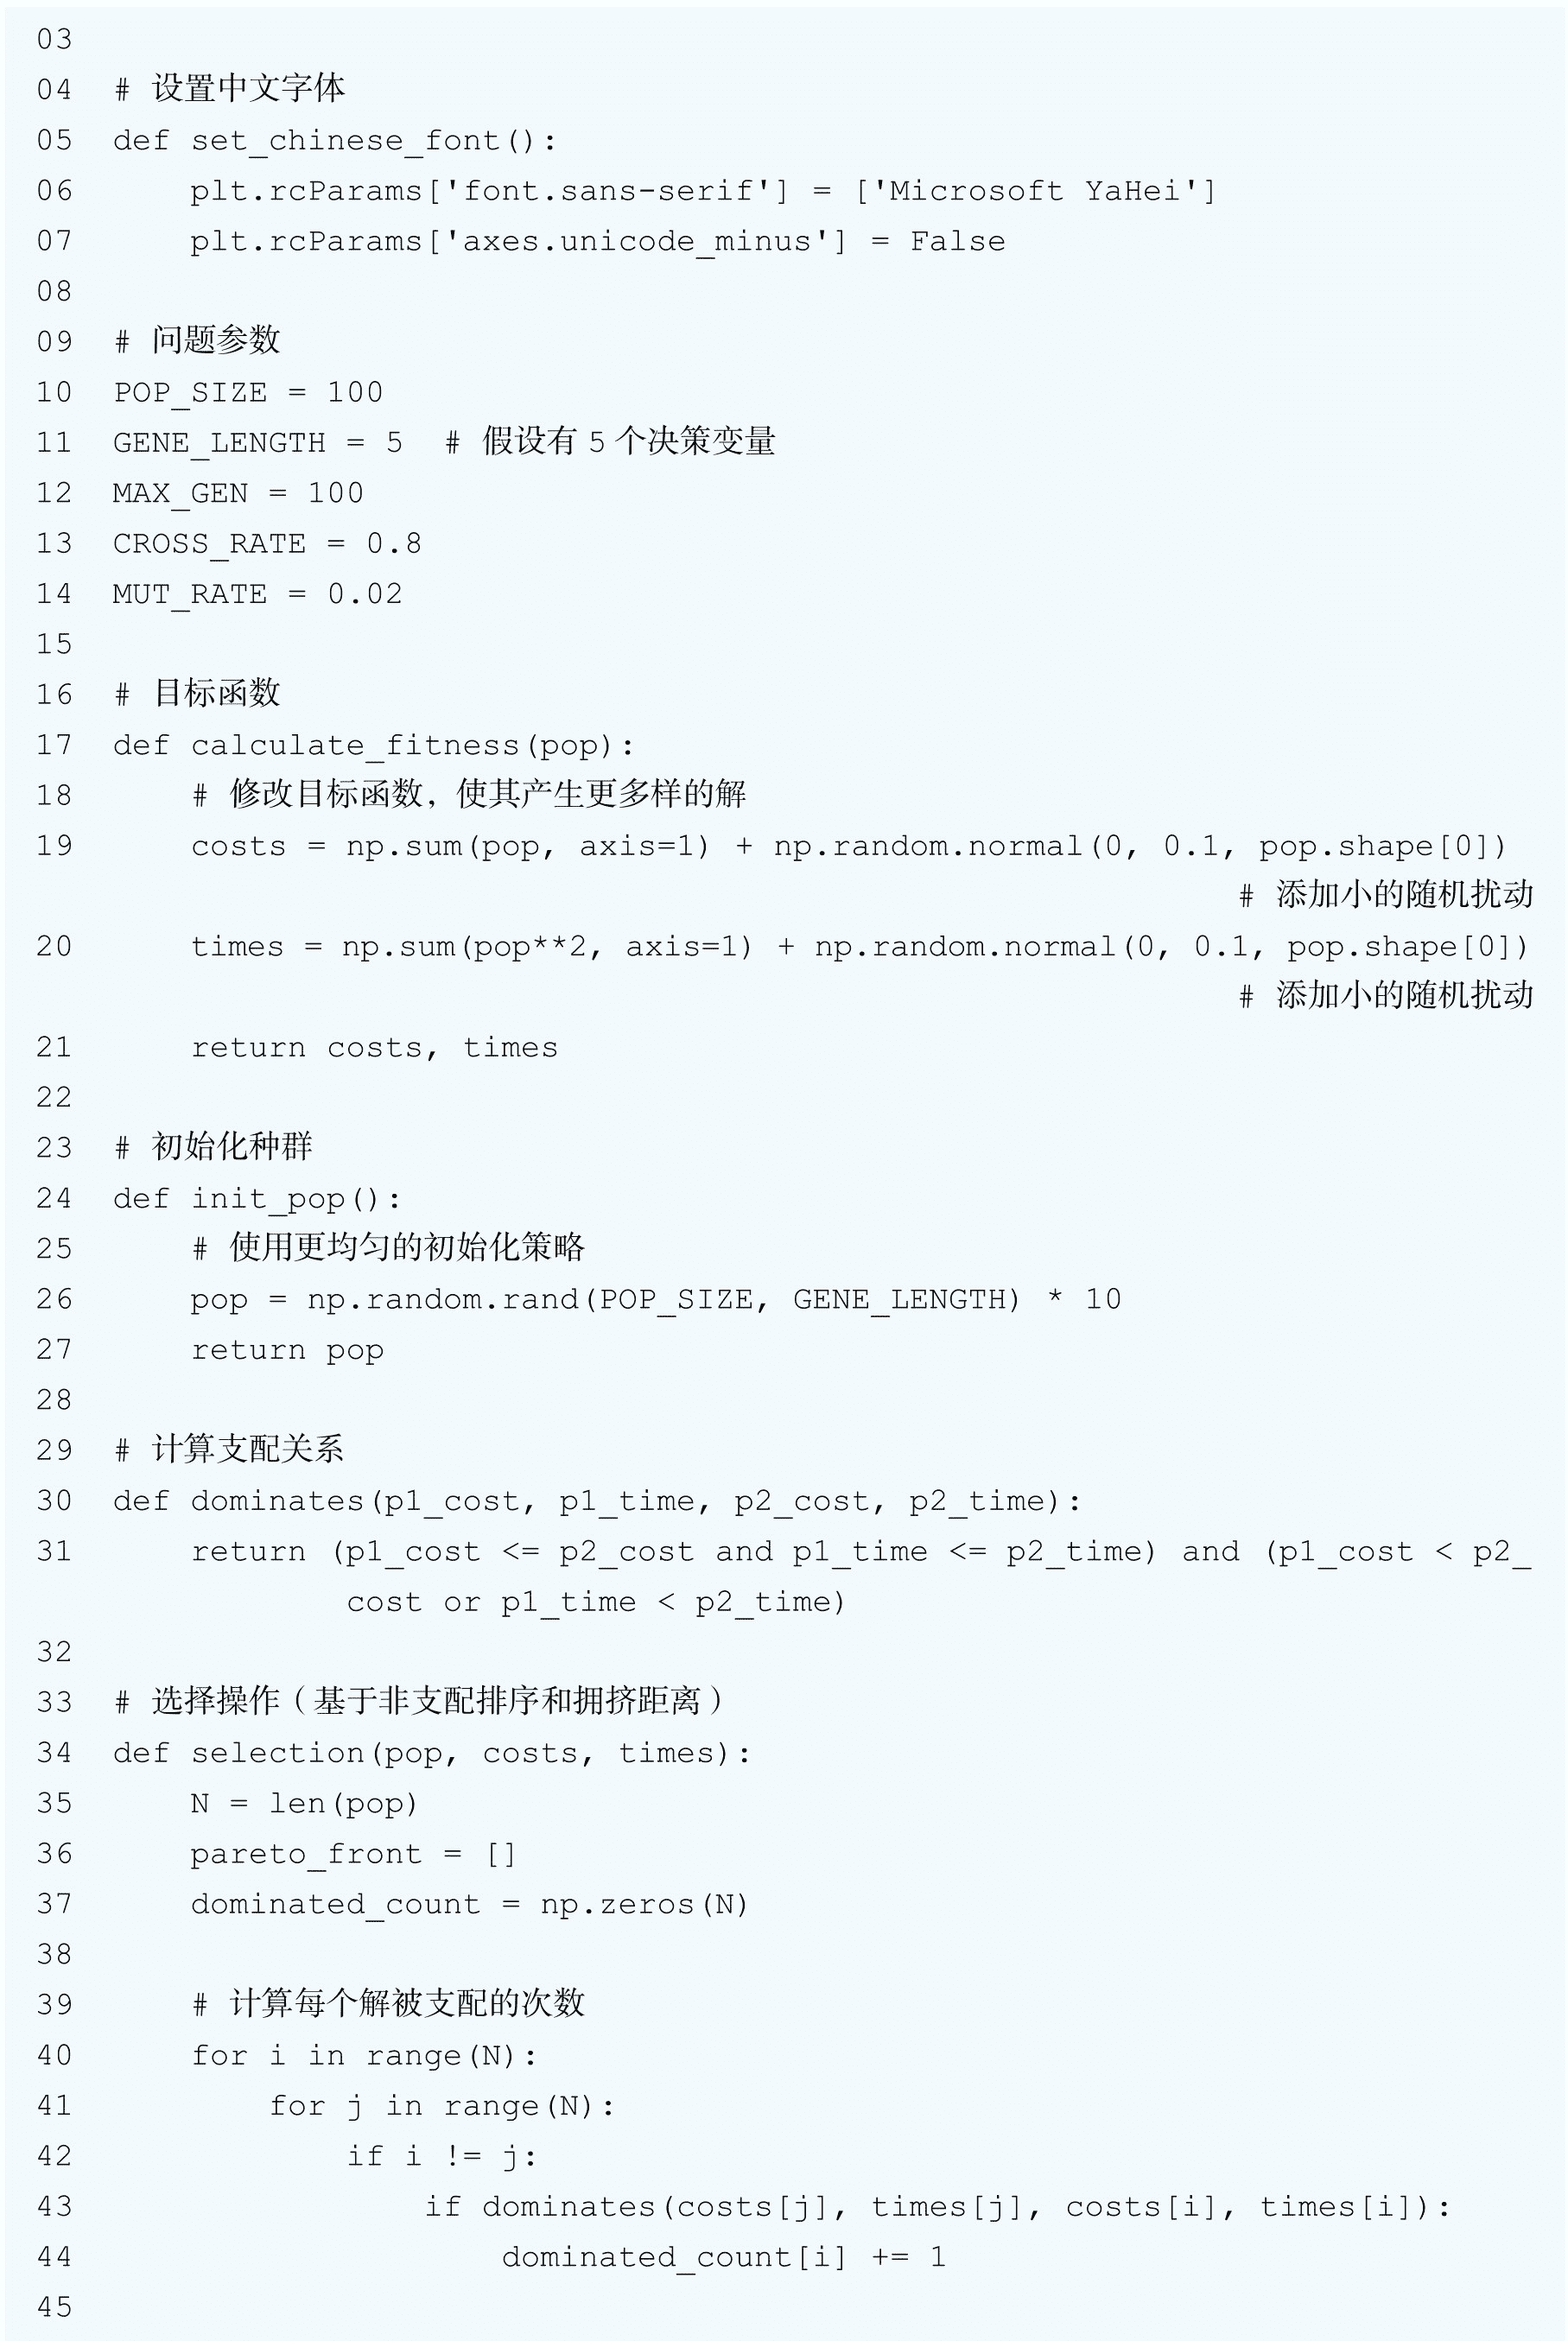 03
04  # 设置中文字体
05  def set_chinese_font():
06      plt.rcParams['font.sans-serif'] = ['Microsoft YaHei']
07      plt.rcParams['axes.unicode_minus'] = False
08
09  # 问题参数
10  POP_SIZE = 100
11  GENE_LENGTH = 5  # 假设有 5 个决策变量
12  MAX_GEN = 100
13  CROSS_RATE = 0.8
14  MUT_RATE = 0.02
15
16  # 目标函数
17  def calculate_fitness(pop):
18      # 修改目标函数，使其产生更多样的解
19      costs = np.sum(pop, axis=1) + np.random.normal(0, 0.1, pop.shape[0])
# 添加小的随机扰动
20      times = np.sum(pop**2, axis=1) + np.random.normal(0, 0.1, pop.shape[0])
# 添加小的随机扰动
21      return costs, times
22
23  # 初始化种群
24  def init_pop():
25      # 使用更均匀的初始化策略
26      pop = np.random.rand(POP_SIZE, GENE_LENGTH) * 10
27      return pop
28
29  # 计算支配关系
30  def dominates(p1_cost, p1_time, p2_cost, p2_time):
31      return (p1_cost <= p2_cost and p1_time <= p2_time) and (p1_cost < p2_
cost or p1_time < p2_time)
32
33  # 选择操作（基于非支配排序和拥挤距离）
34  def selection(pop, costs, times):
35      N = len(pop)
36      pareto_front = []
37      dominated_count = np.zeros(N)
38
39      # 计算每个解被支配的次数
40      for i in range(N):
41          for j in range(N):
42              if i != j:
43                  if dominates(costs[j], times[j], costs[i], times[i]):
44                      dominated_count[i] += 1
45